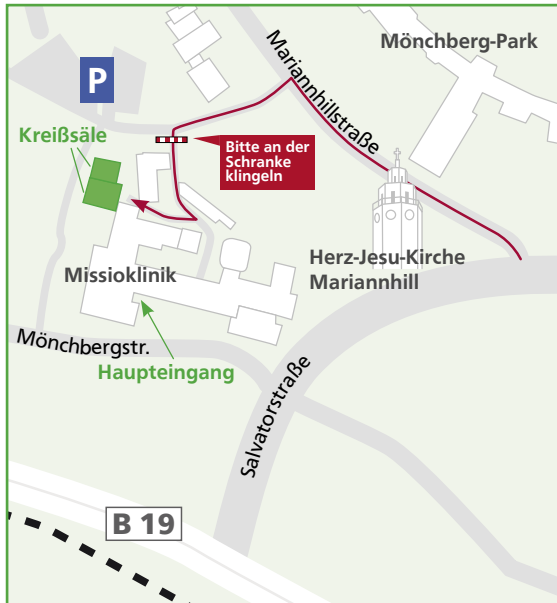 Mönchberg-Park
P
Mariannhillstraße
Kreißsäle
Bitte an der
Schranke
klingeln
Herz-Jesu-Kirche
Mariannhill
Missioklinik
Mönchbergstr.
Haupteingang
Salvatorstraße
B 19